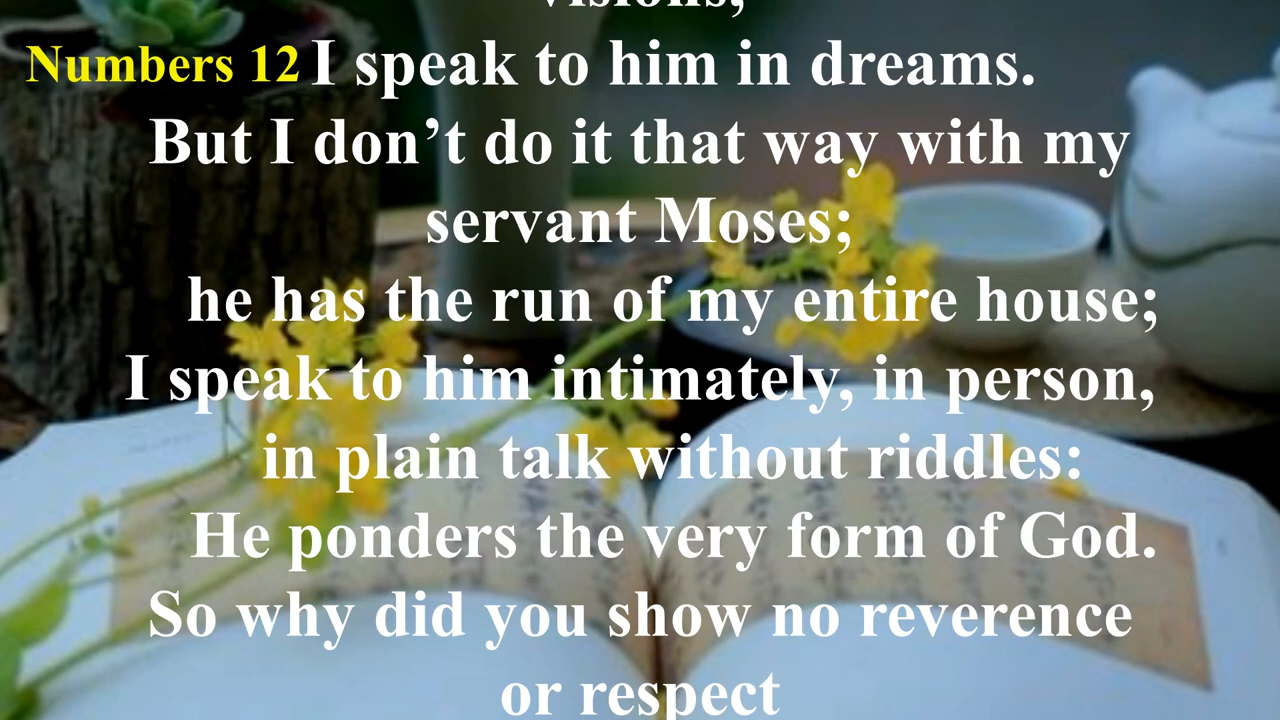 visions,
Numbers 12 I speak to him in dreams.
But I don’t do it that way with my
servant Moses;
he has the run of my entire house;
I speak to him intimately, in person,
in plain talk without riddles:
He ponders the very form of God.
So why did you show no reverence
or respect